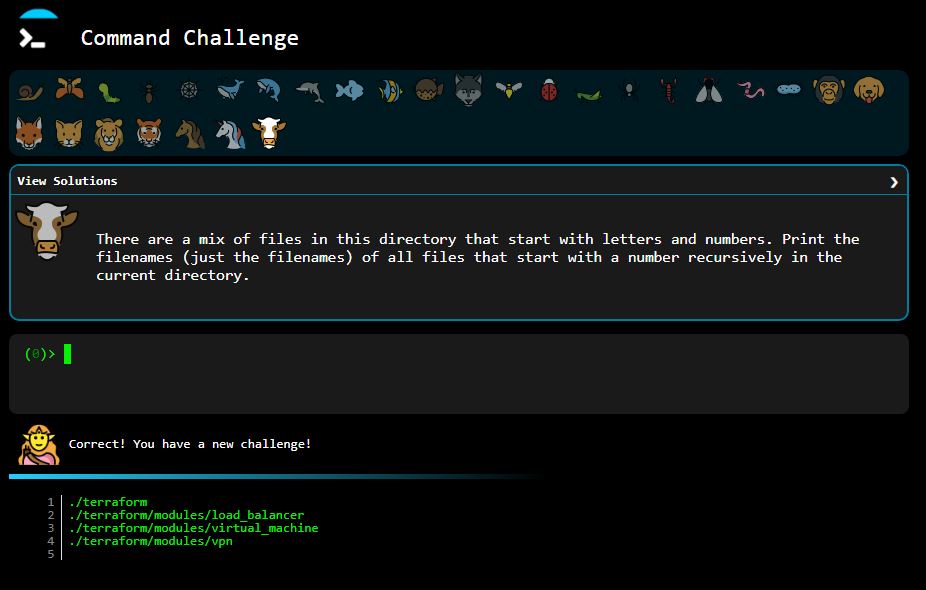 Command Challenge
View Solutions
There are a mix of files in this directory that start with letters and numbers. Print the
filenames (just the filenames) of all files that start with a number recursively in the
current directory.
(0)>
Correct! You have a new challenge!
1 ./terraform
2 ./terraform/modules/load_balancer
3 ./terraform/modules/virtual_machine
4 ./terraform/modules/vpn
5